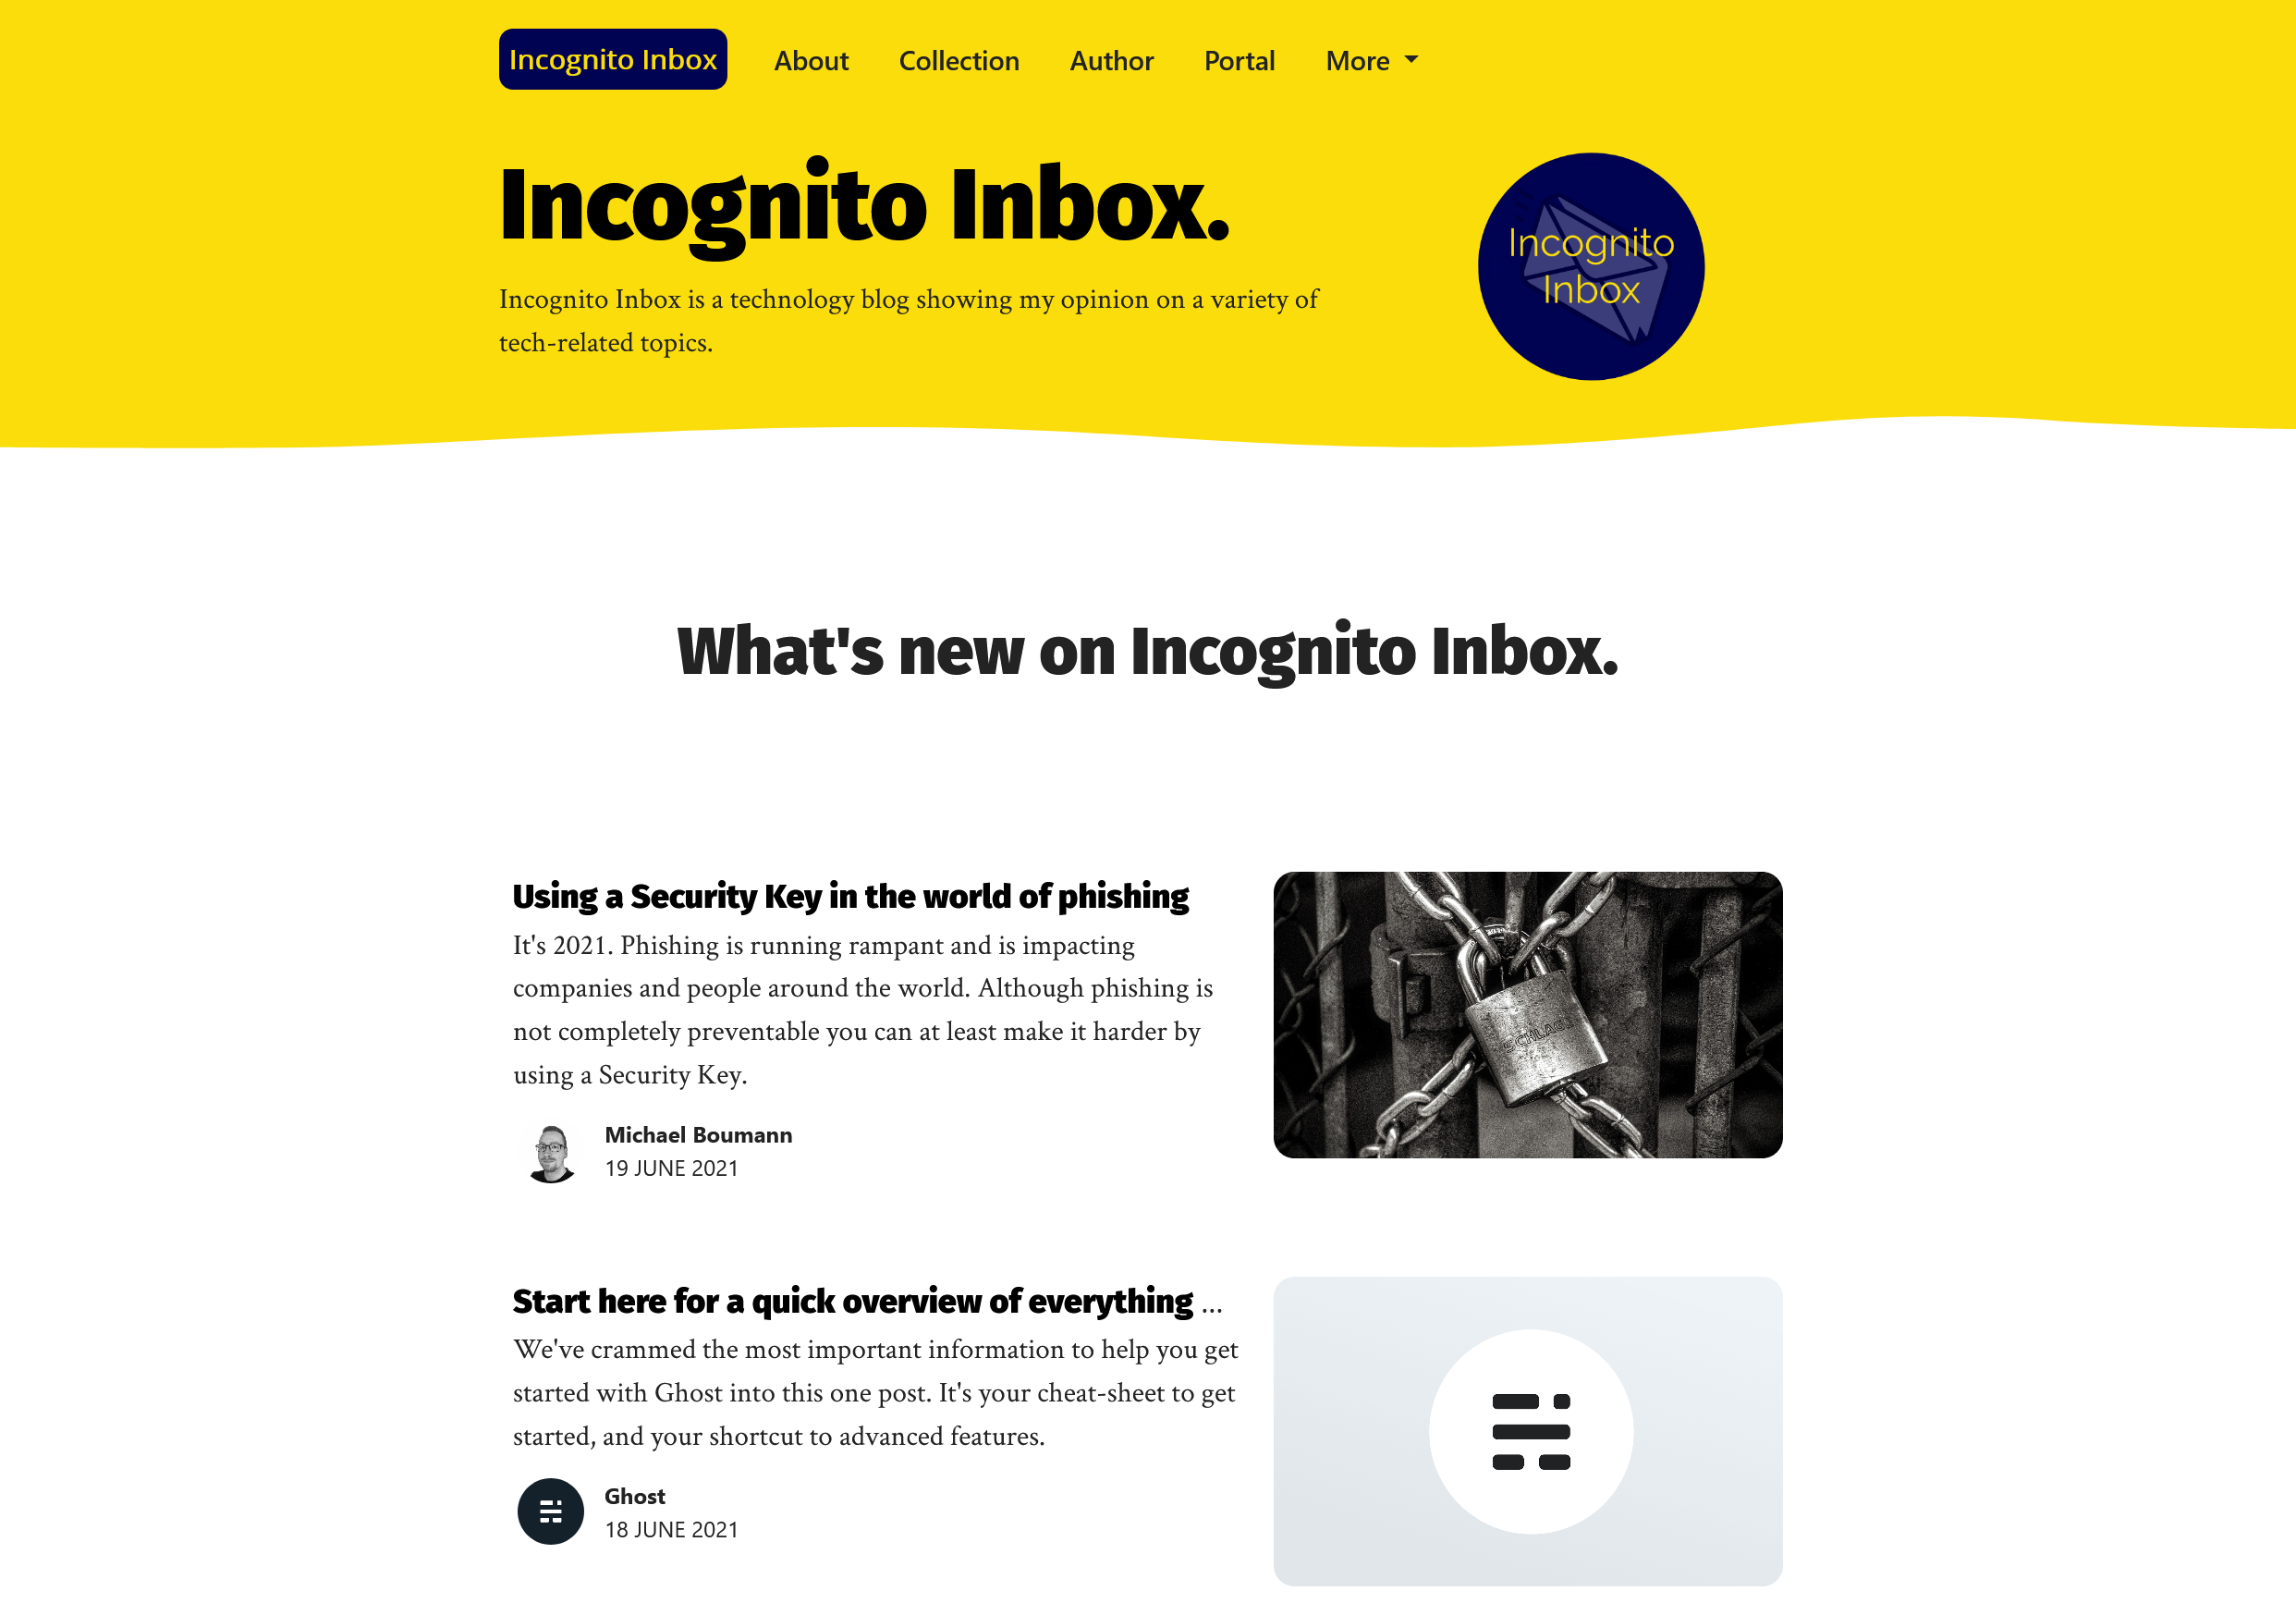 Incognito Inbox About Collection Author Portal More
Incognito Inbox.
Incognito Inbox is a technology blog showing my opinion on a variety of
tech-related topics.
Incognito
Inbox
What's new on Incognito Inbox.
Using a Security Key in the world of phishing
It's 2021. Phishing is running rampant and is impacting
companies and people around the world. Although phishing is
not completely preventable you can at least make it harder by
using a Security Key.
Michael Boumann
19 JUNE 2021
SCHLAGE
Start here for a quick overview of everything ...
We've crammed the most important information to help you get
started with Ghost into this one post. It's your cheat-sheet to get
started, and your shortcut to advanced features.
Ghost
18 JUNE 2021